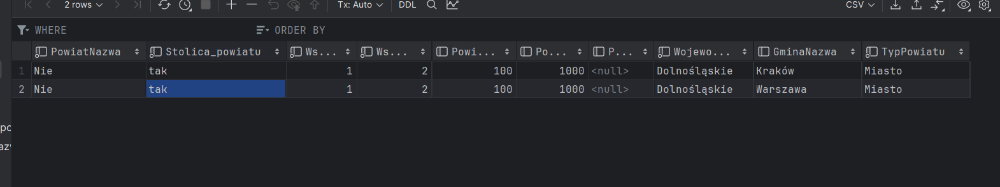 2 rows Tx: Auto DDL CSV
WHERE ORDER BY
PowiatNazwa Stolica_powiatu Ws... Ws... Powi... Po... P... Wojewo... GminaNazwa TypPowiatu
1 Nie tak 1 2 100 1000 <null> Dolnośląskie Kraków Miasto
2 Nie tak 1 2 100 1000 <null> Dolnośląskie Warszawa Miasto
po